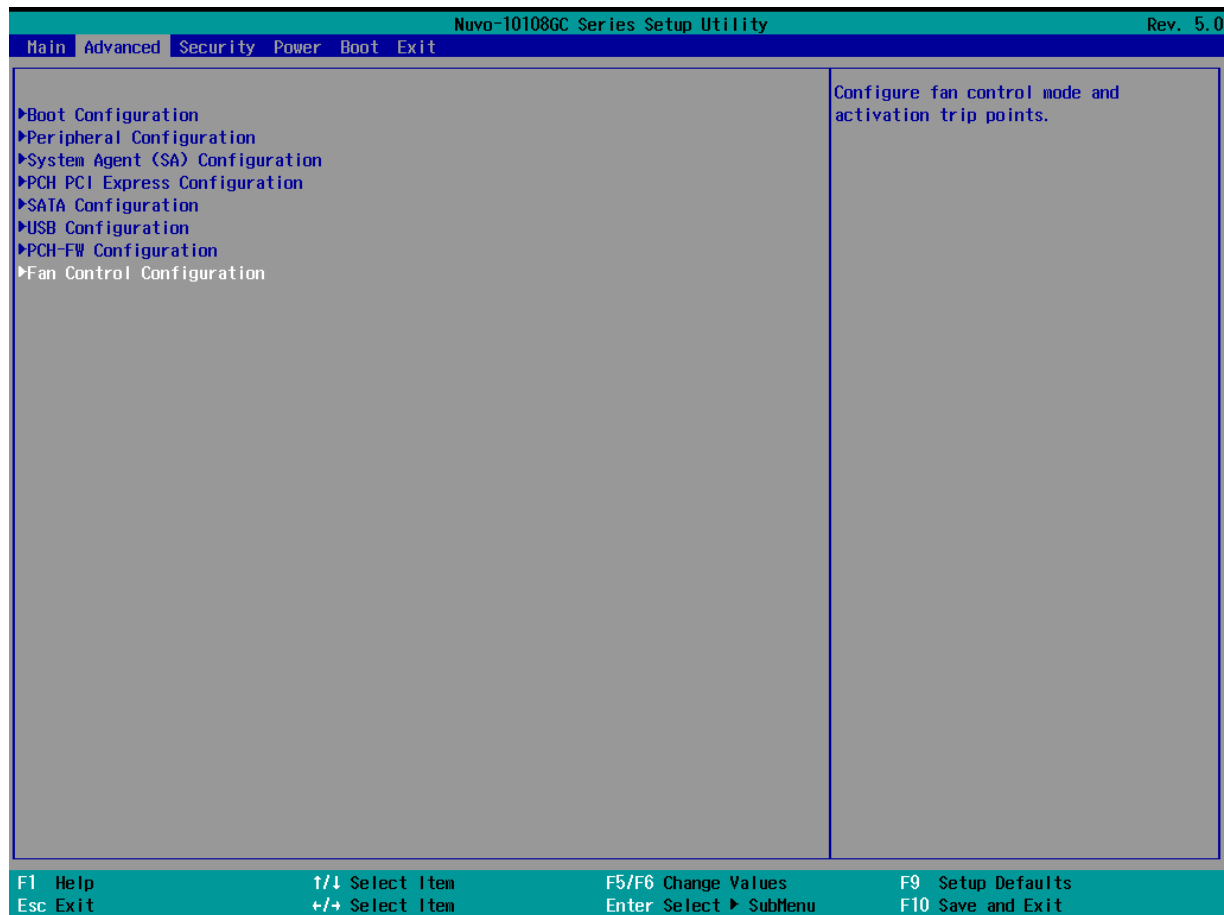 Nuvo-10108GC Series Setup Utility Rev. 5.0
Main Advanced Security Power Boot Exit
▶Boot Configuration
▶Peripheral Configuration
▶System Agent (SA) Configuration
▶PCH PCI Express Configuration
▶SATA Configuration
▶USB Configuration
▶PCH-FW Configuration
▶Fan Control Configuration
Configure fan control mode and
activation trip points.
F1 Help ↑/↓ Select Item F5/F6 Change Values F9 Setup Defaults
Esc Exit ←/→ Select Item Enter Select ▶ SubMenu F10 Save and Exit